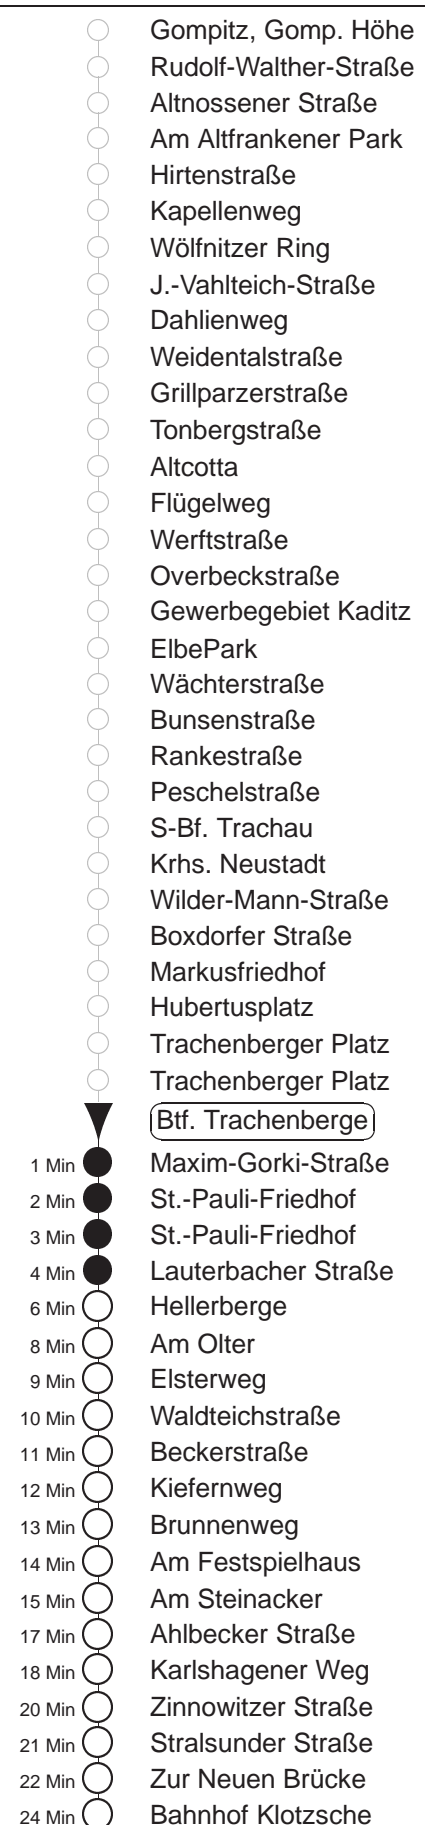 Gompitz, Gomp. Höhe
Rudolf-Walther-Straße
Altnossener Straße
Am Altfrankener Park
Hirtenstraße
Kapellenweg
Wölfnitzer Ring
J.-Vahlteich-Straße
Dahlienweg
Weidentalstraße
Grillparzerstraße
Tonbergstraße
Altcotta
Flügelweg
Werftstraße
Overbeckstraße
Gewerbegebiet Kaditz
ElbePark
Wächterstraße
Bunsenstraße
Rankestraße
Peschelstraße
S-Bf. Trachau
Krhs. Neustadt
Wilder-Mann-Straße
Boxdorfer Straße
Markusfriedhof
Hubertusplatz
Trachenberger Platz
Trachenberger Platz
Btf. Trachenberge
1 Min Maxim-Gorki-Straße
2 Min St.-Pauli-Friedhof
3 Min St.-Pauli-Friedhof
4 Min Lauterbacher Straße
6 Min Hellerberge
8 Min Am Olter
9 Min Elsterweg
10 Min Waldteichstraße
11 Min Beckerstraße
12 Min Kiefernweg
13 Min Brunnenweg
14 Min Am Festspielhaus
15 Min Am Steinacker
17 Min Ahlbecker Straße
18 Min Karlshagener Weg
20 Min Zinnowitzer Straße
21 Min Stralsunder Straße
22 Min Zur Neuen Brücke
24 Min Bahnhof Klotzsche